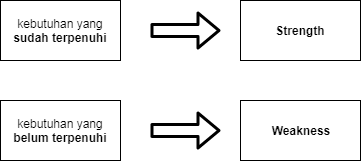 kebutuhan yang
sudah terpenuhi
Strength
kebutuhan yang
belum terpenuhi
Weakness